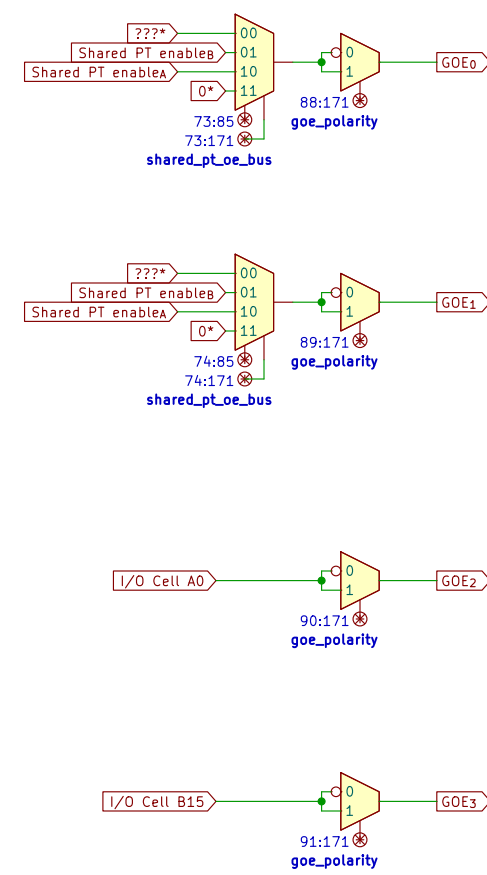 ???*
00
Shared PT enableB
01
Shared PT enableA
10
0*
11
0
1
GOE0
73:85
88:171
73:171
goe_polarity
shared_pt_oe_bus
???*
00
Shared PT enableB
01
Shared PT enableA
10
0*
11
0
1
GOE1
74:85
89:171
74:171
goe_polarity
shared_pt_oe_bus
I/O Cell A0
0
1
GOE2
90:171
goe_polarity
I/O Cell B15
0
1
GOE3
91:171
goe_polarity